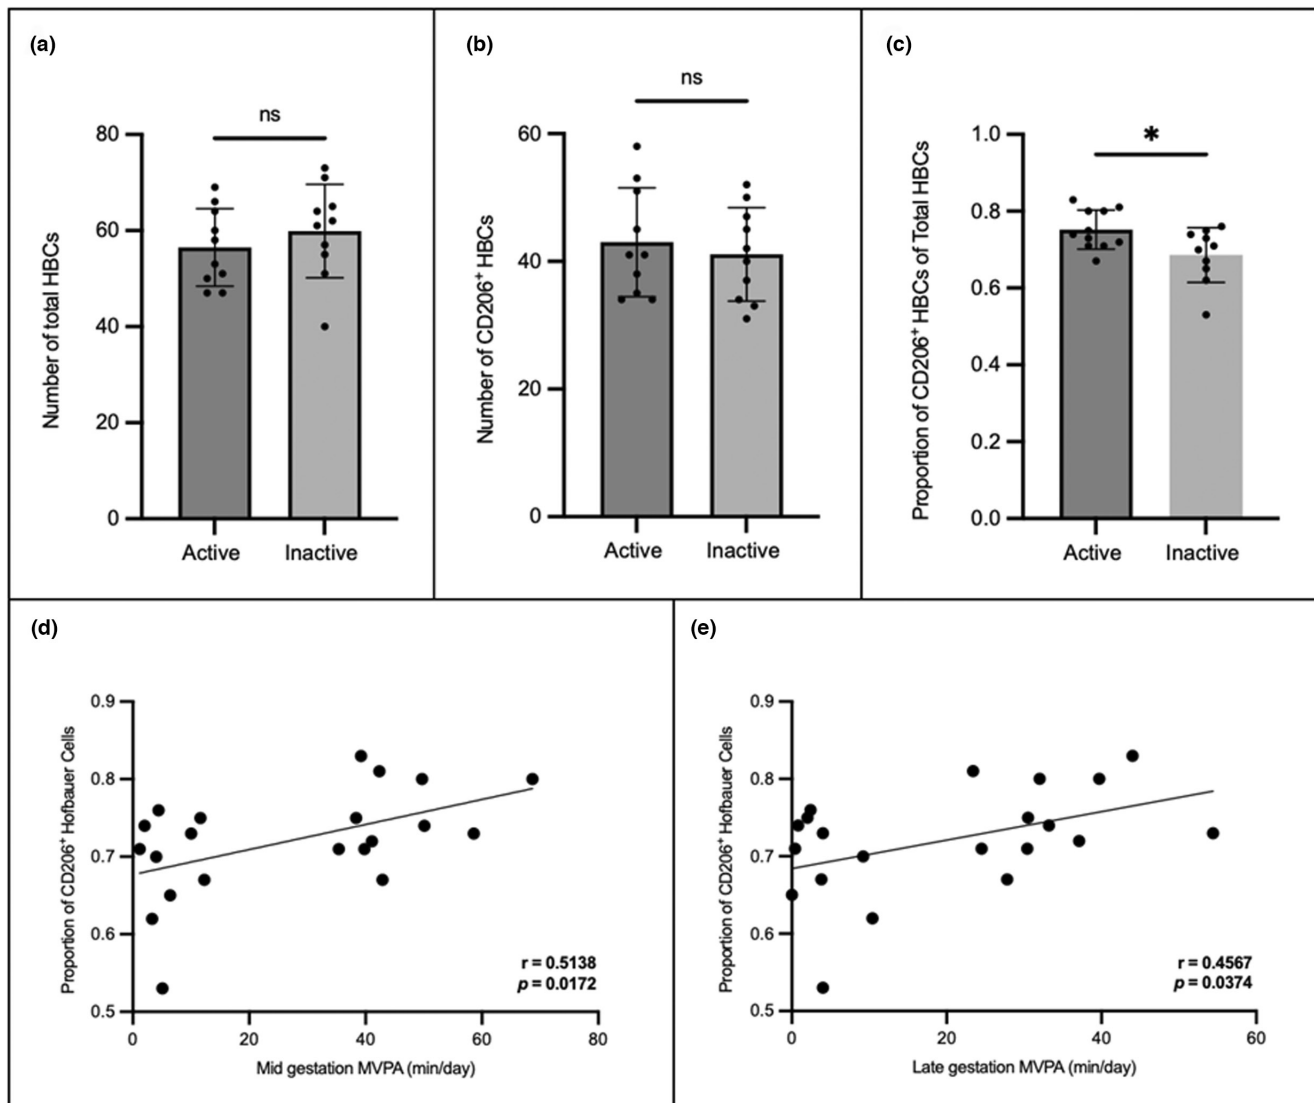 (a)
ns
Number of total HBCs
80
60
40
20
0
Active Inactive
(b)
ns
Number of CD206⁺ HBCs
60
40
20
0
Active Inactive
(c)
*
Proportion of CD206⁺ HBCs of Total HBCs
1.0
0.8
0.6
0.4
0.2
0.0
Active Inactive
(d)
Proportion of CD206⁺ Hofbauer Cells
0.9
0.8
0.7
0.6
0.5
r = 0.5138
p = 0.0172
0 20 40 60 80
Mid gestation MVPA (min/day)
(e)
Proportion of CD206⁺ Hofbauer Cells
0.9
0.8
0.7
0.6
0.5
r = 0.4567
p = 0.0374
0 20 40 60
Late gestation MVPA (min/day)